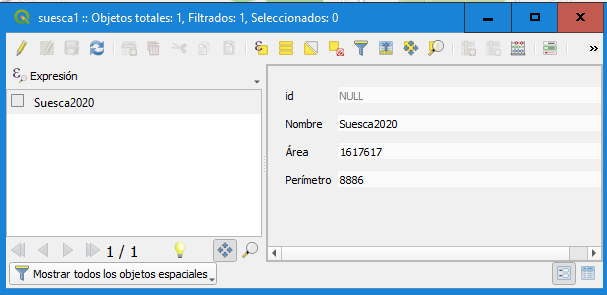 suesca1 :: Objetos totales: 1, Filtrados: 1, Seleccionados: 0
Expresión
Suesca2020
id NULL
Nombre Suesca2020
Área 1617617
Perímetro 8886
1 / 1
Mostrar todos los objetos espaciales